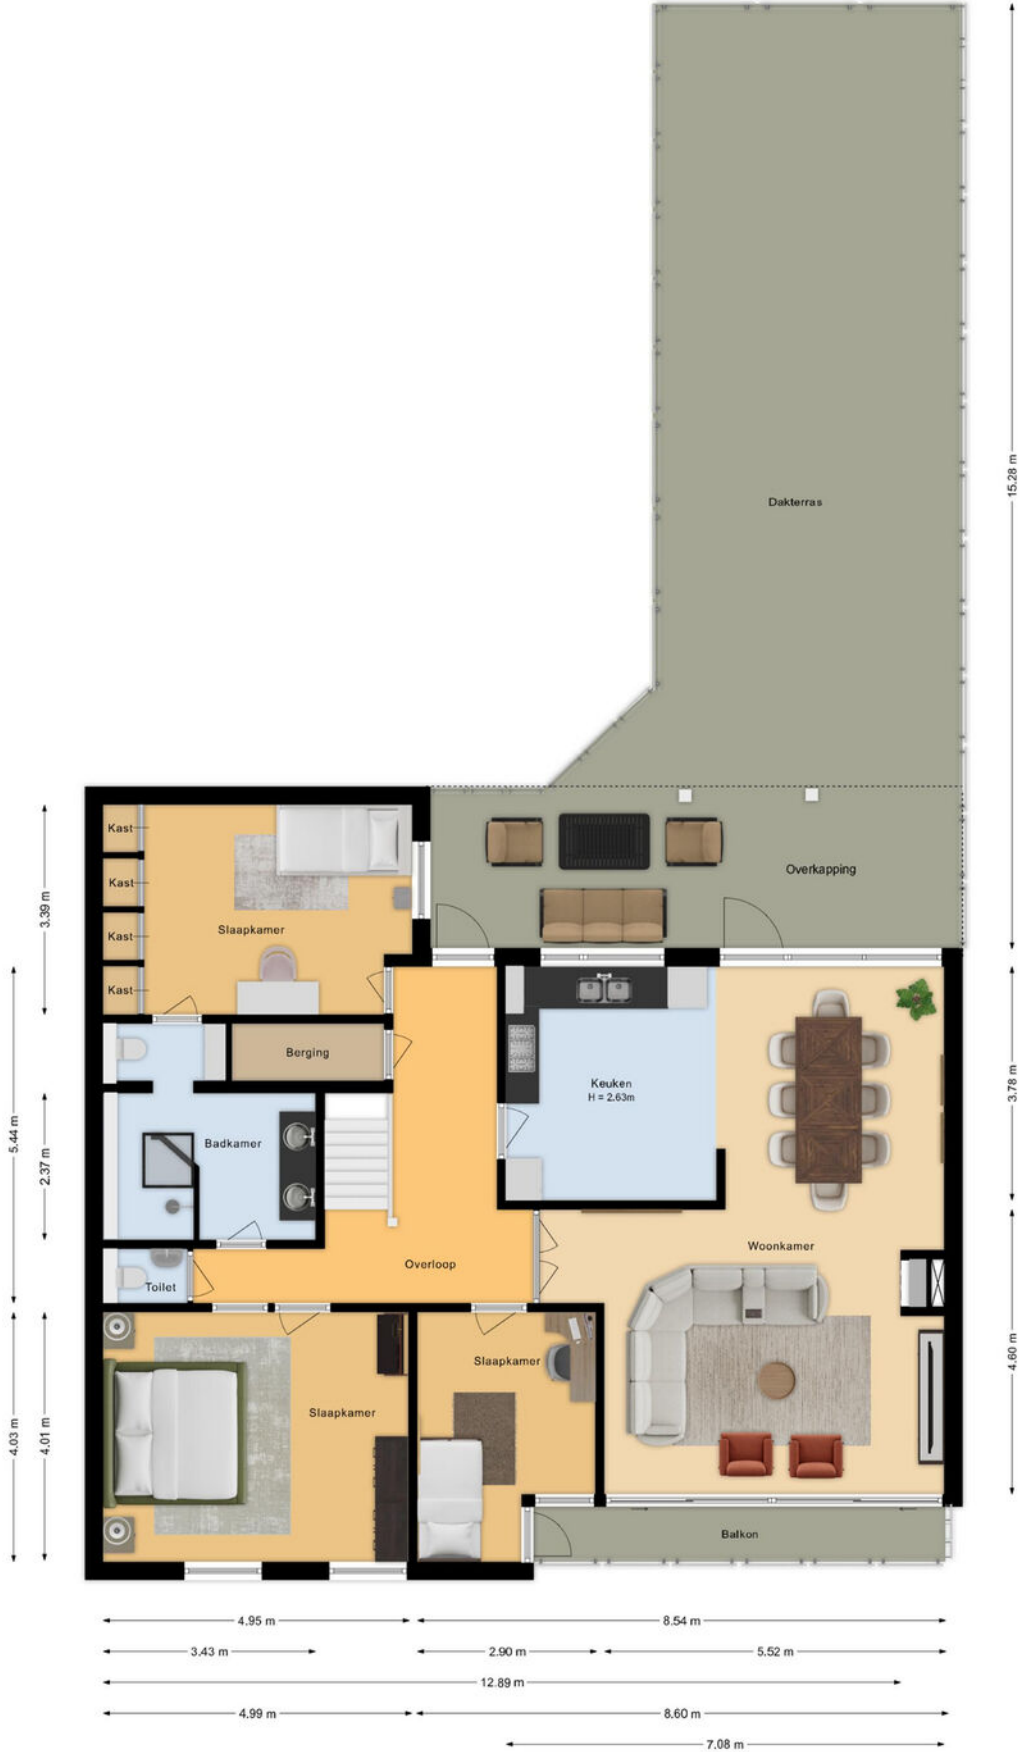 15.28 m
Dakterras
Kast
Kast
Kast
Kast
Slaapkamer
Overkapping
3.39 m
Berging
Keuken
H = 2.63m
3.78 m
5.44 m
2.37 m
Badkamer
Toilet
Overloop
Woonkamer
Slaapkamer
Slaapkamer
4.60 m
4.03 m
4.01 m
Balkon
4.95 m
8.54 m
3.43 m
2.90 m
5.52 m
12.89 m
4.99 m
8.60 m
7.08 m